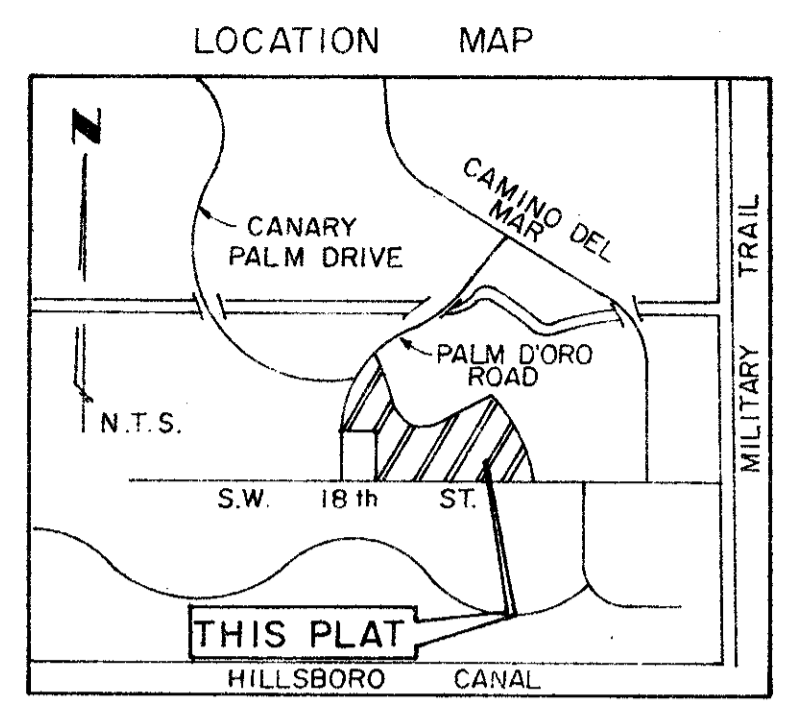 LOCATION MAP
N
CAMINO DEL
MAR
CANARY
PALM DRIVE
MILITARY TRAIL
PALM D'ORO
ROAD
N.T.S.
S.W. 18th ST.
THIS PLAT
HILLSBORO CANAL